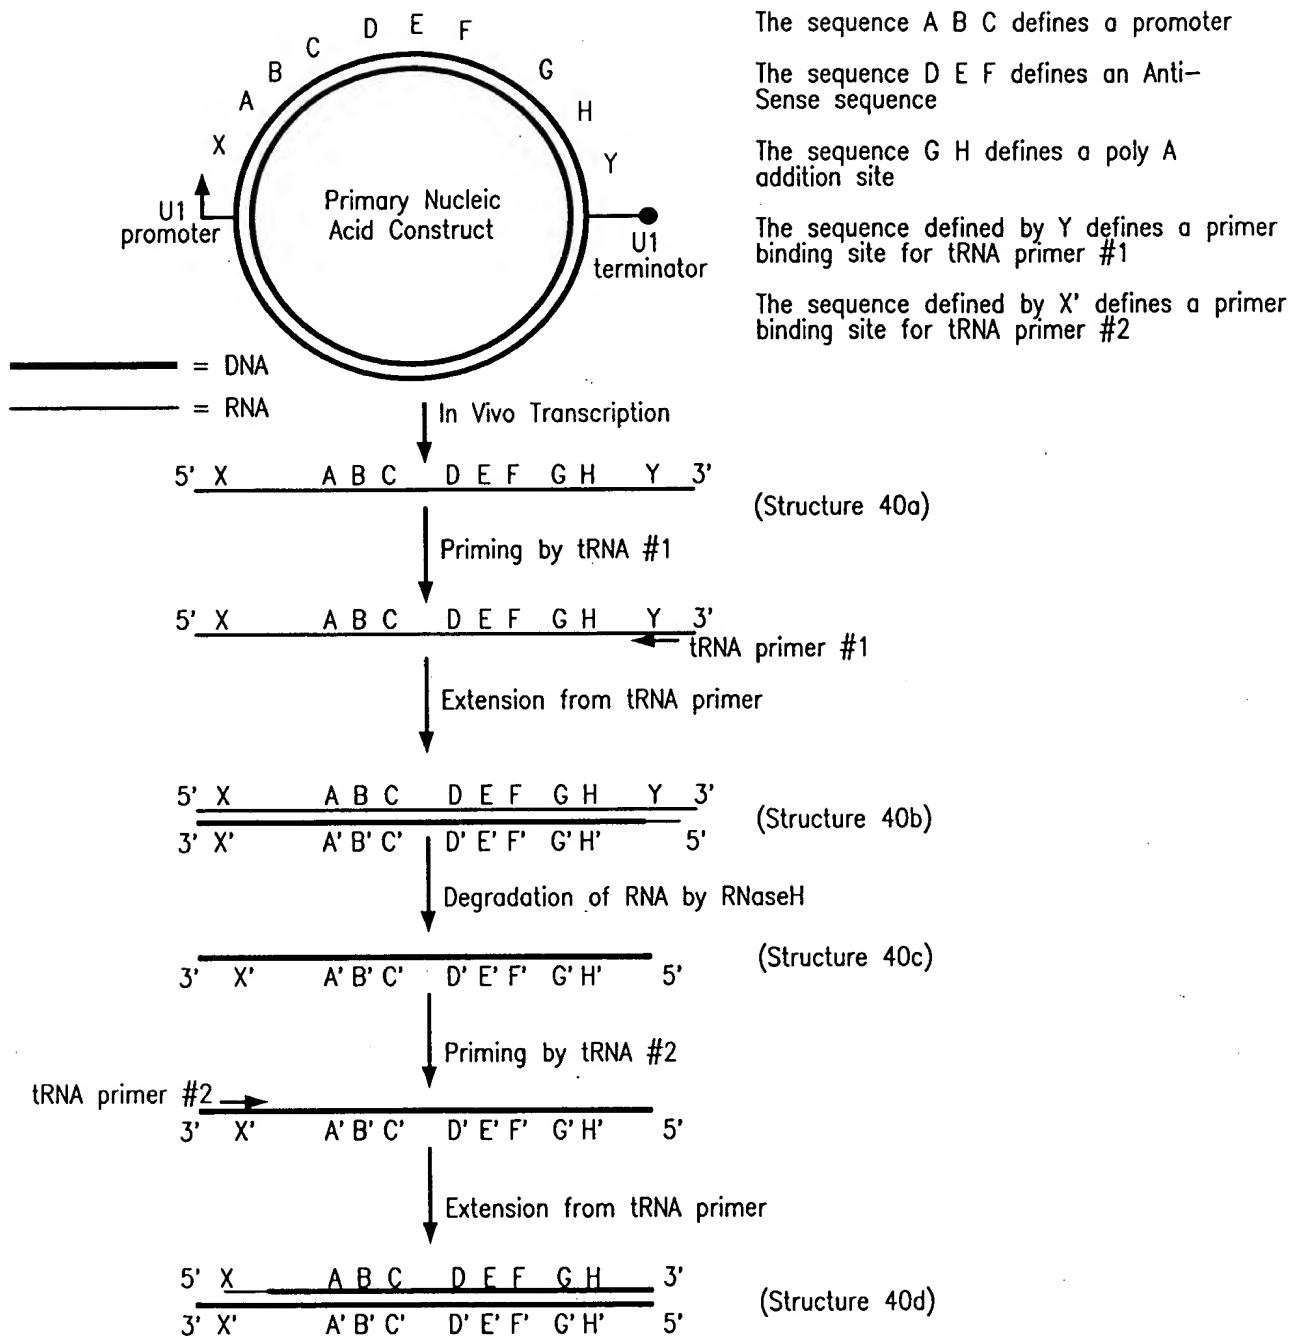 D E F
C G
B H
A Y
X
U1
promoter
Primary Nucleic
Acid Construct
U1
terminator
The sequence A B C defines a promoter
The sequence D E F defines an Anti-
Sense sequence
The sequence G H defines a poly A
addition site
The sequence defined by Y defines a primer
binding site for tRNA primer #1
The sequence defined by X' defines a primer
binding site for tRNA primer #2
= DNA
= RNA
In Vivo Transcription
5' X A B C D E F G H Y 3'
(Structure 40a)
Priming by tRNA #1
5' X A B C D E F G H Y 3'
tRNA primer #1
Extension from tRNA primer
5' X A B C D E F G H Y 3'
3' X' A' B' C' D' E' F' G' H' 5'
(Structure 40b)
Degradation of RNA by RNaseH
3' X' A' B' C' D' E' F' G' H' 5'
(Structure 40c)
Priming by tRNA #2
tRNA primer #2
3' X' A' B' C' D' E' F' G' H' 5'
Extension from tRNA primer
5' X A B C D E F G H 3'
3' X' A' B' C' D' E' F' G' H' 5'
(Structure 40d)